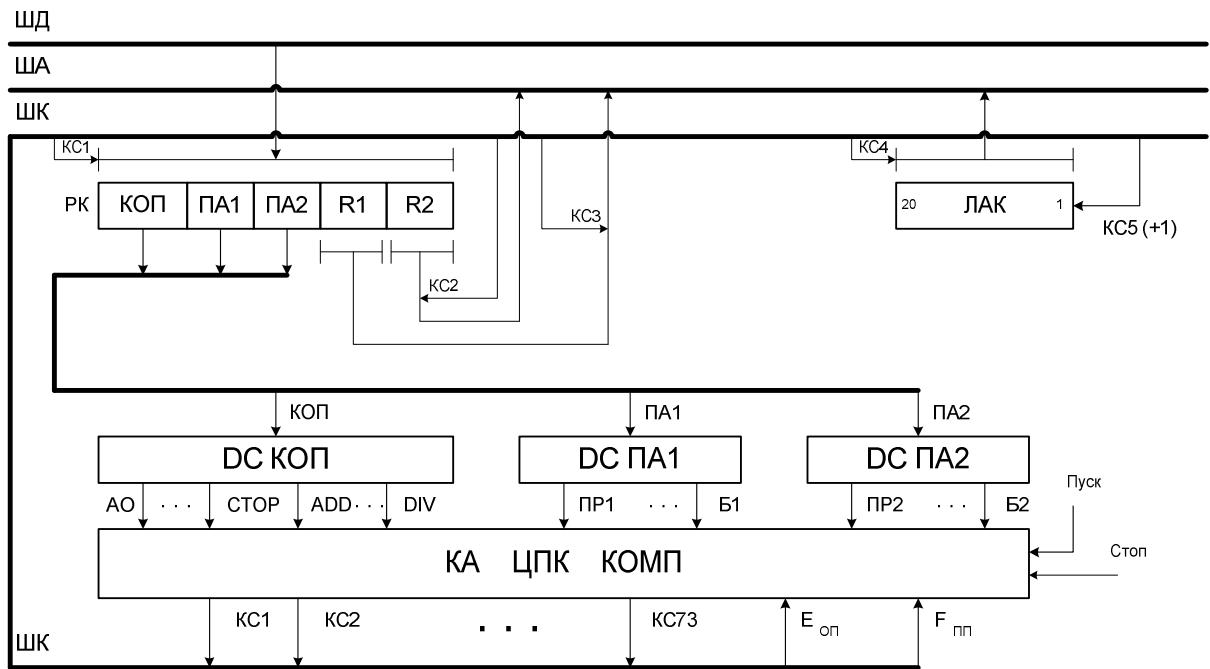 ШД
ША
ШК
КС1
КС4
РК КОП ПА1 ПА2 R1 R2
КС3
20 ЛАК 1
КС5 (+1)
КС2
КОП ПА1 ПА2
DC КОП DC ПА1 DC ПА2
Пуск
АО · · · СТОР ADD · · · DIV ПР1 · · · Б1 ПР2 · · · Б2
Стоп
КА ЦПК КОМП
КС1 КС2 · · · КС73 E ОП F ПП
ШК